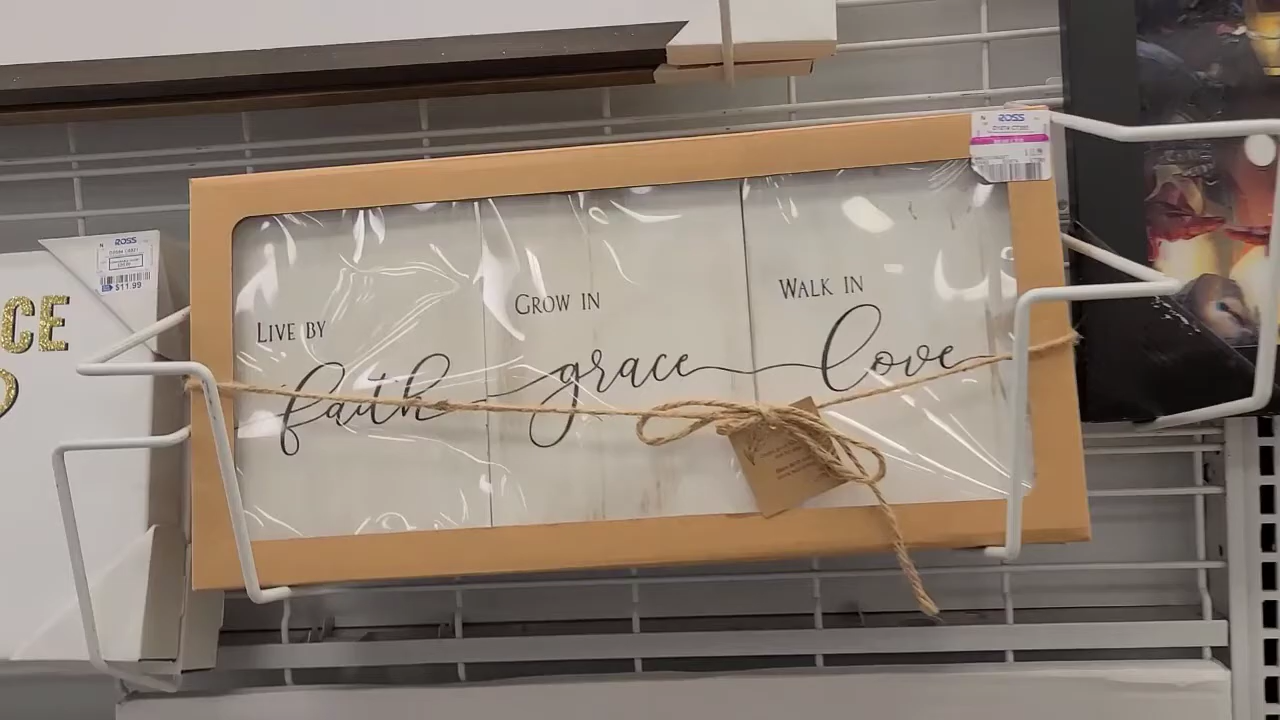 LIVE BY
faith
GROW IN
grace
WALK IN
love
ROSS
ROSS
$11.99
CE